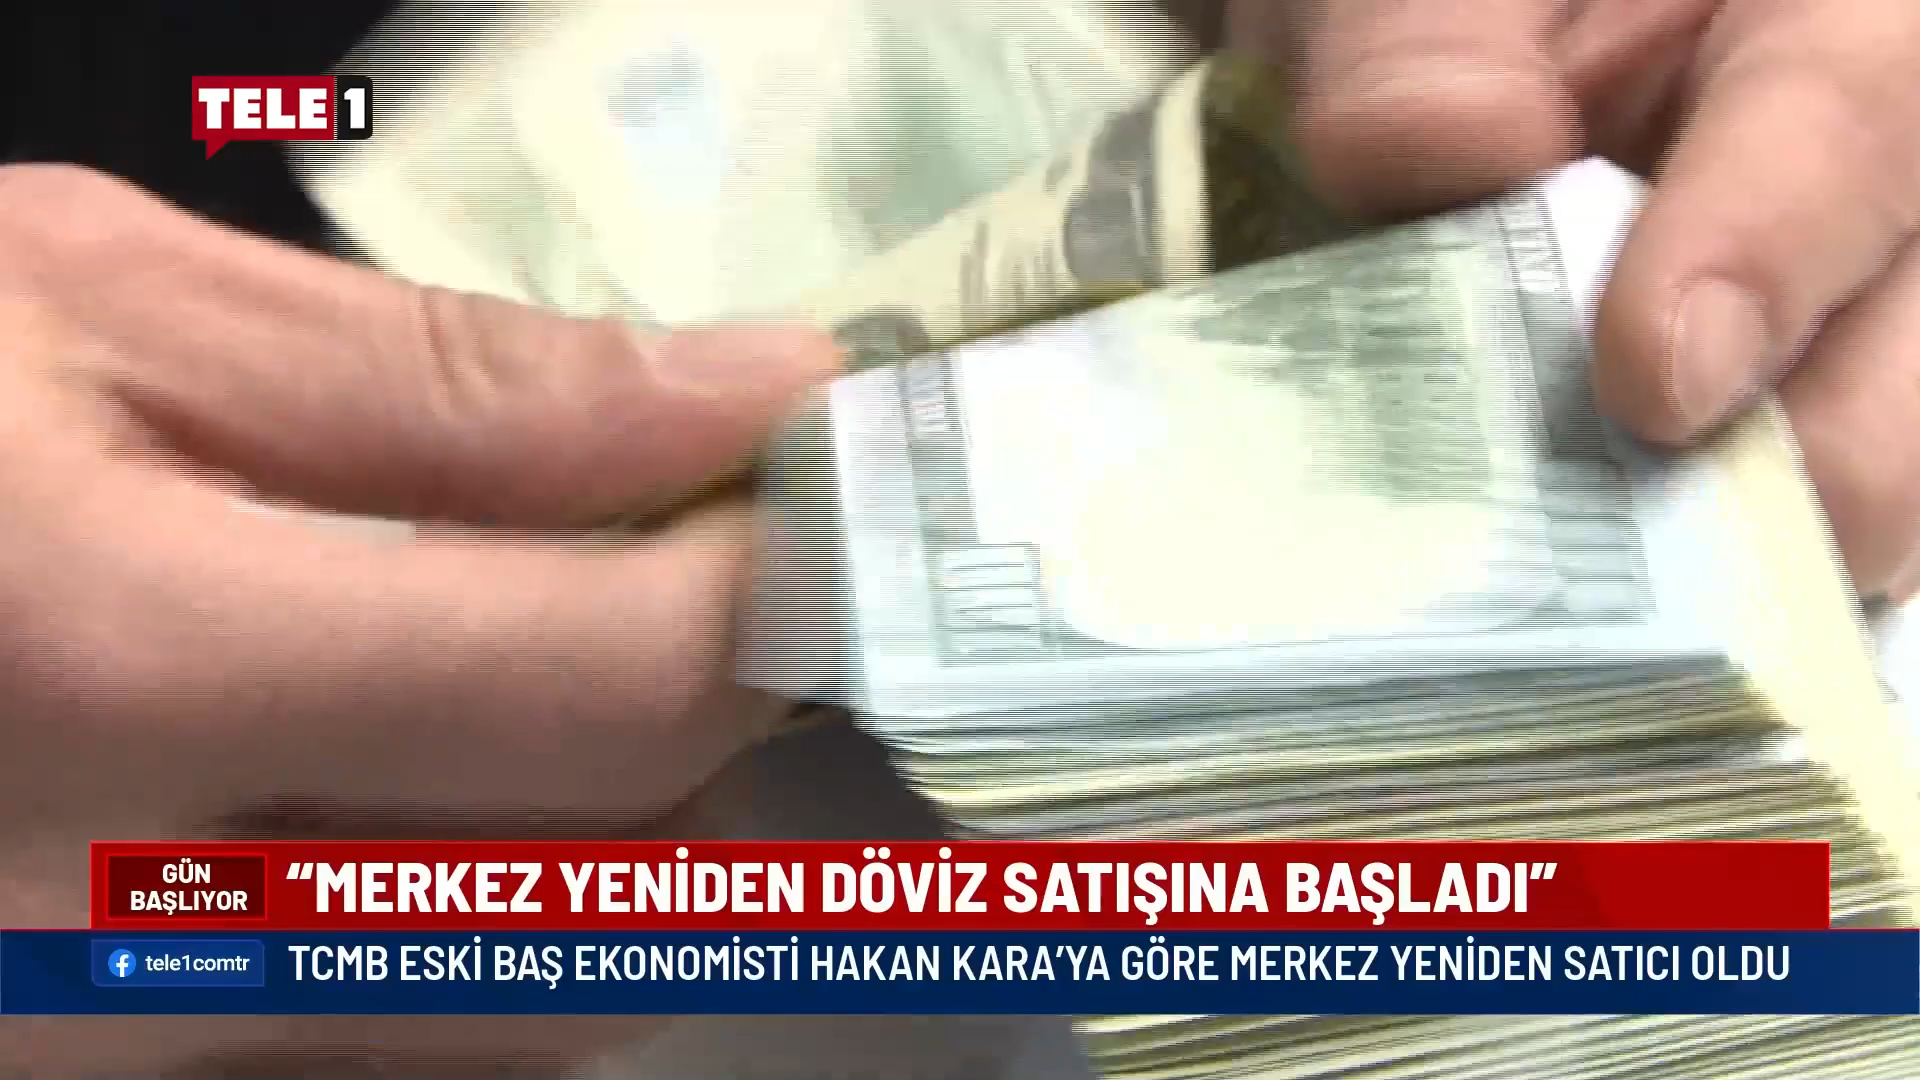 TELE1
GÜN
BAŞLIYOR
“MERKEZ YENİDEN DÖVİZ SATIŞINA BAŞLADI”
tele1comtr
TCMB ESKİ BAŞ EKONOMİSTİ HAKAN KARA’YA GÖRE MERKEZ YENİDEN SATICI OLDU